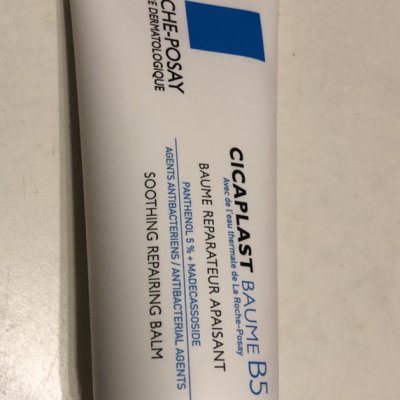 CHE-POSAY
E DERMATOLOGIQUE
CICAPLAST BAUME B5
Avec de l'eau thermale de La Roche-Posay
BAUME REPARATEUR APAISANT
PANTHENOL 5 % + MADECASSOSIDE
AGENTS ANTIBACTERIENS / ANTIBACTERIAL AGENTS
SOOTHING REPAIRING BALM